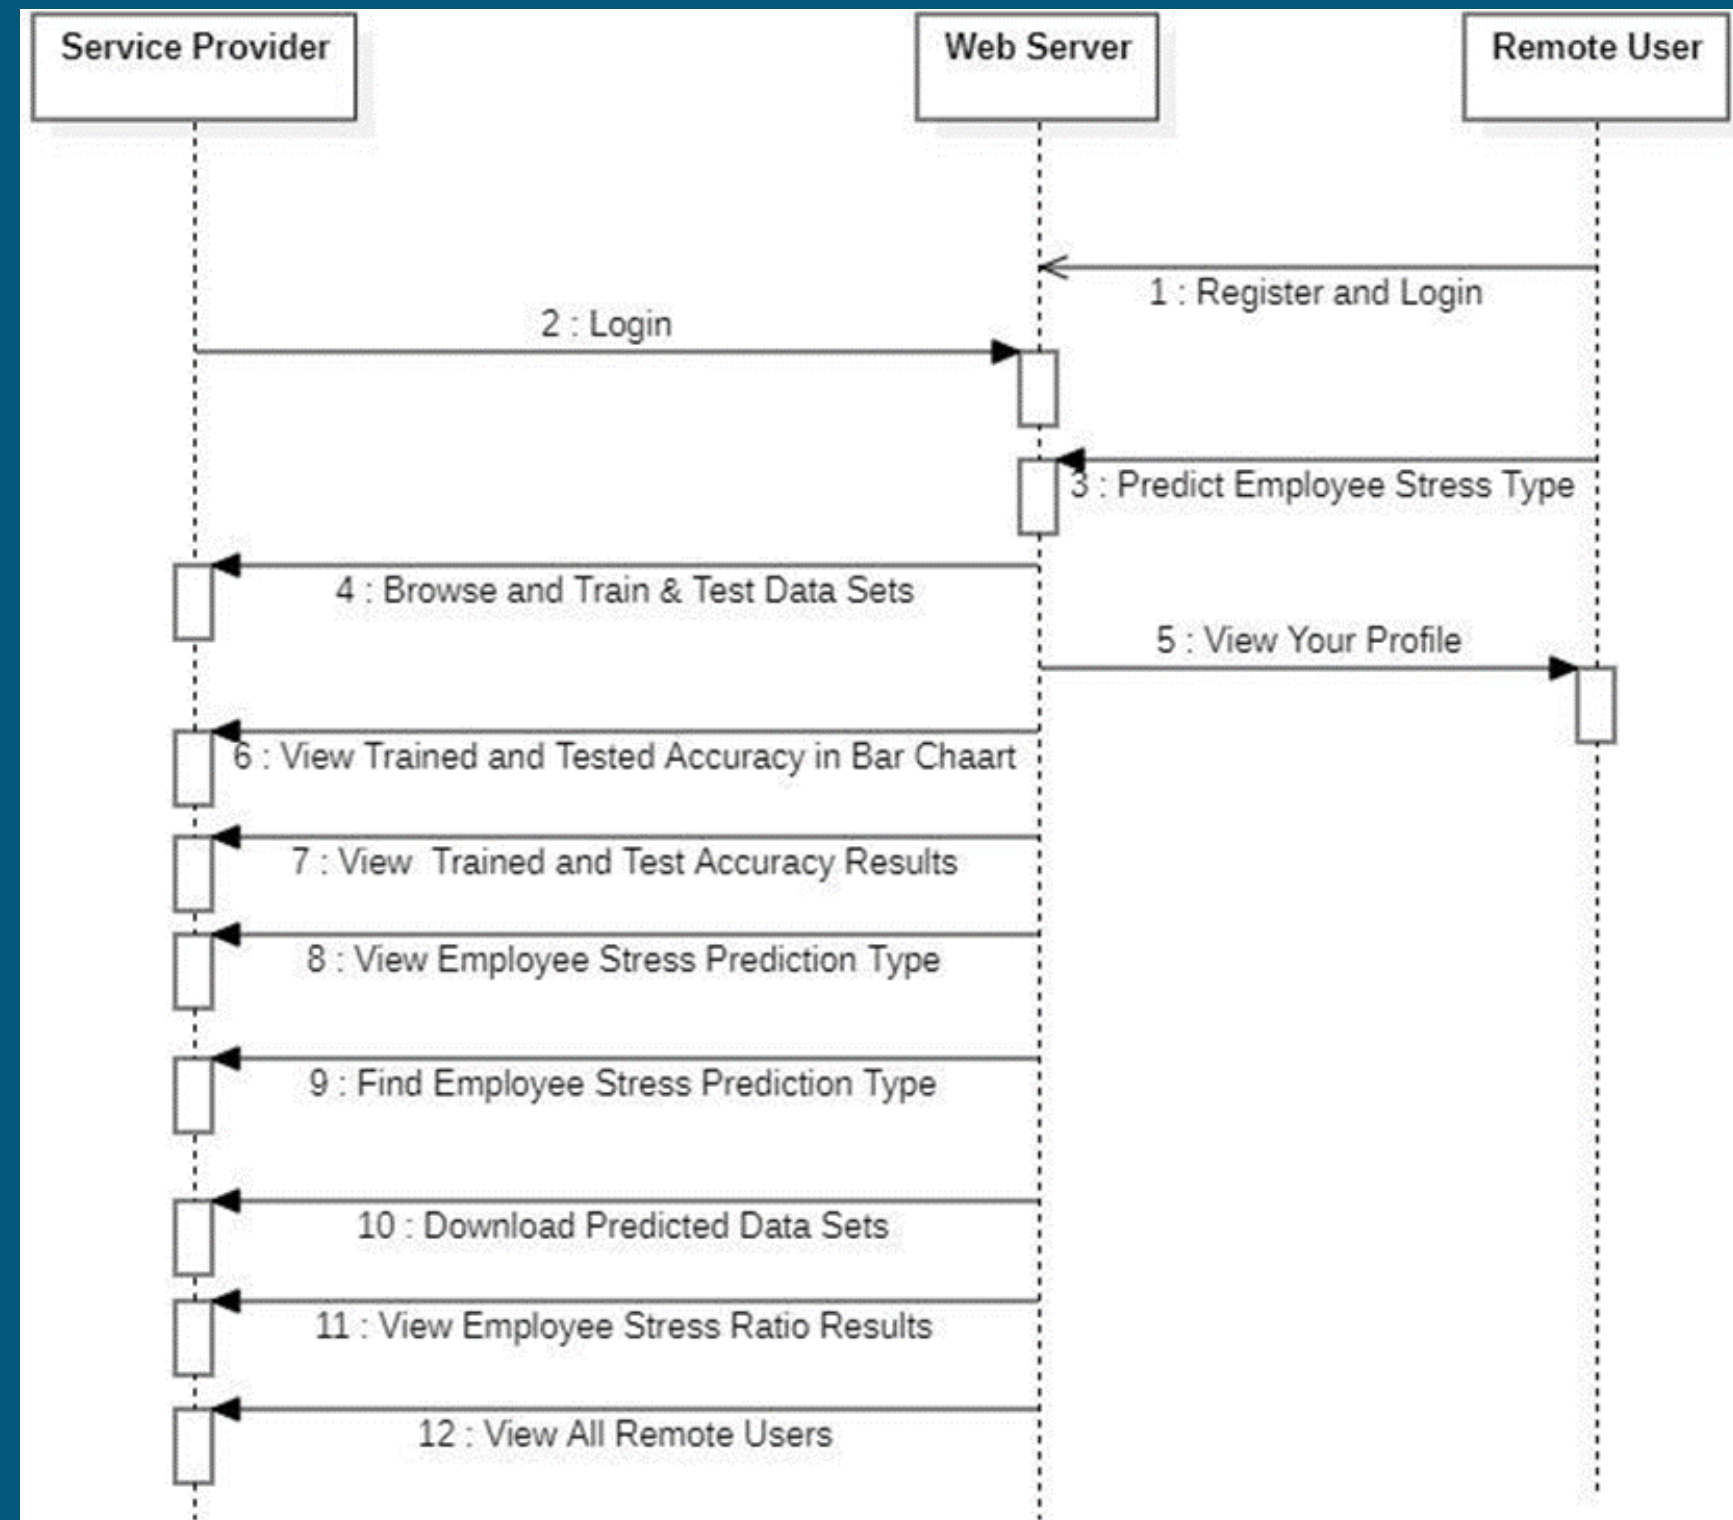 Service Provider
Web Server
Remote User
1 : Register and Login
2 : Login
3 : Predict Employee Stress Type
4 : Browse and Train & Test Data Sets
5 : View Your Profile
6 : View Trained and Tested Accuracy in Bar Chaart
7 : View  Trained and Test Accuracy Results
8 : View Employee Stress Prediction Type
9 : Find Employee Stress Prediction Type
10 : Download Predicted Data Sets
11 : View Employee Stress Ratio Results
12 : View All Remote Users